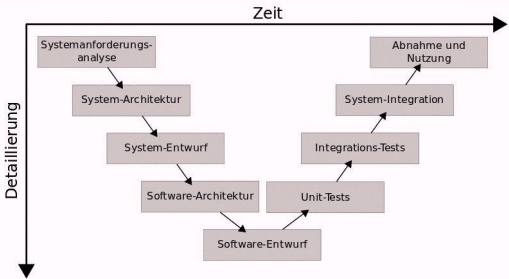 Zeit
Detaillierung
Systemanforderungs-
analyse
System-Architektur
System-Entwurf
Software-Architektur
Software-Entwurf
Unit-Tests
Integrations-Tests
System-Integration
Abnahme und
Nutzung